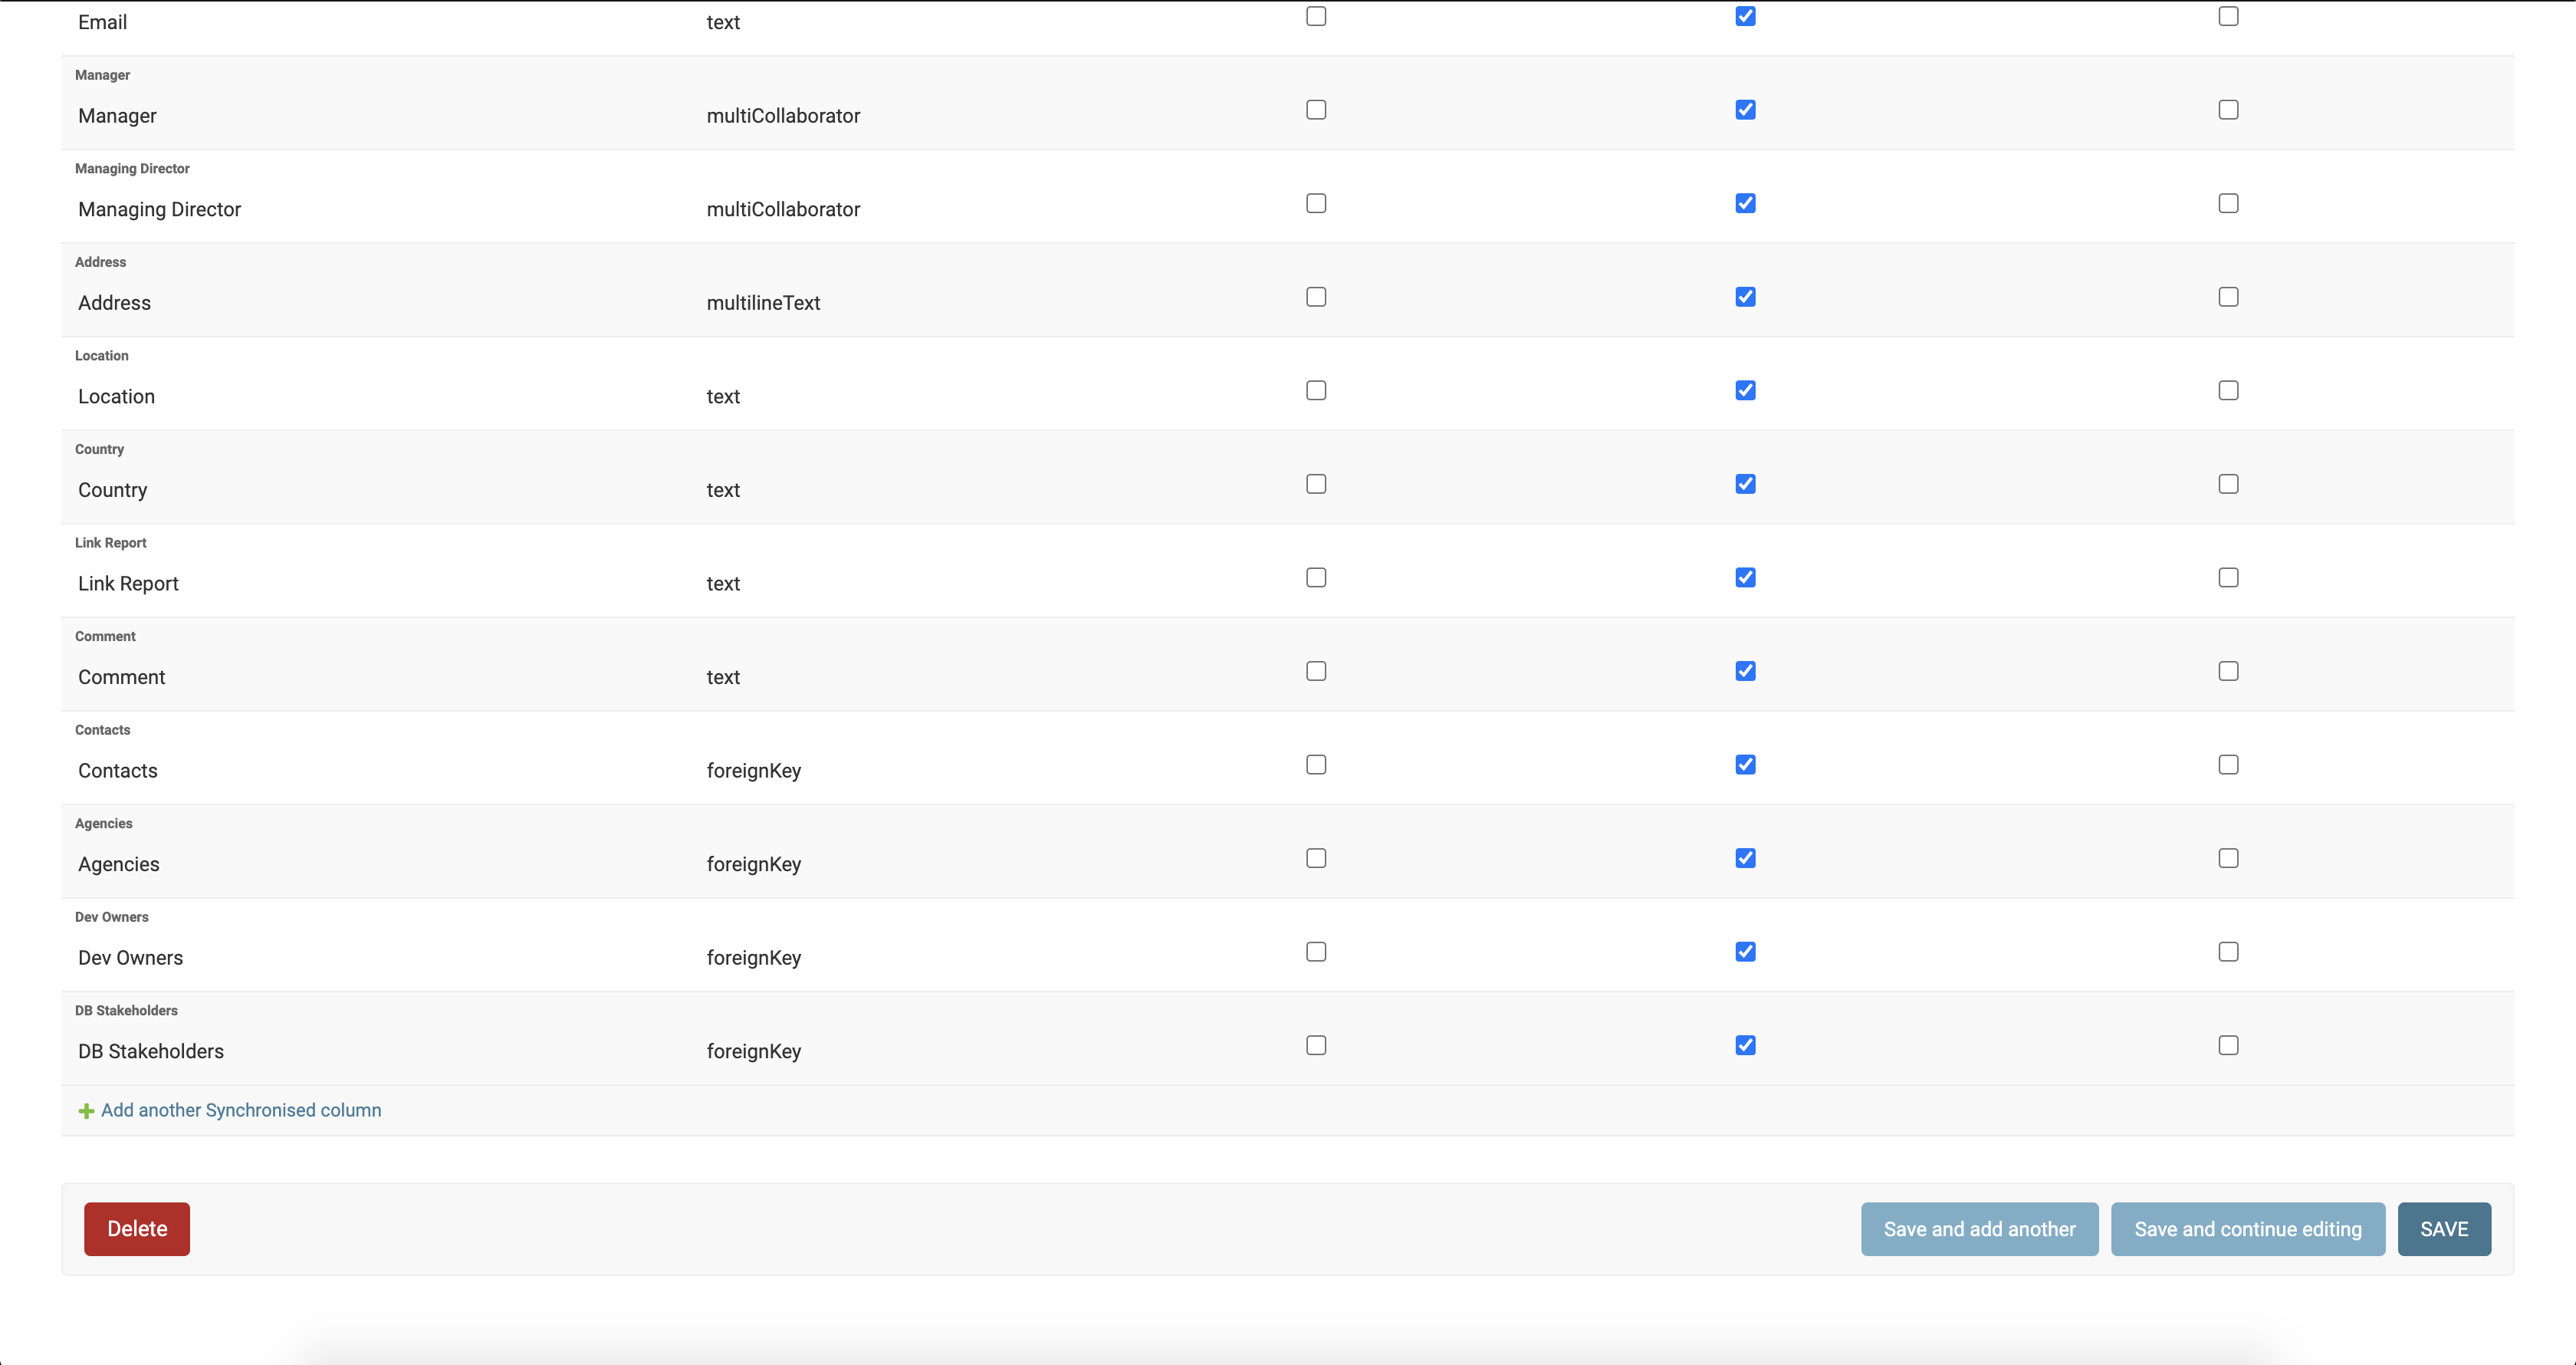 Email text
Manager
Manager multiCollaborator
Managing Director
Managing Director multiCollaborator
Address
Address multilineText
Location
Location text
Country
Country text
Link Report
Link Report text
Comment
Comment text
Contacts
Contacts foreignKey
Agencies
Agencies foreignKey
Dev Owners
Dev Owners foreignKey
DB Stakeholders
DB Stakeholders foreignKey
Add another Synchronised column
Delete Save and add another Save and continue editing SAVE